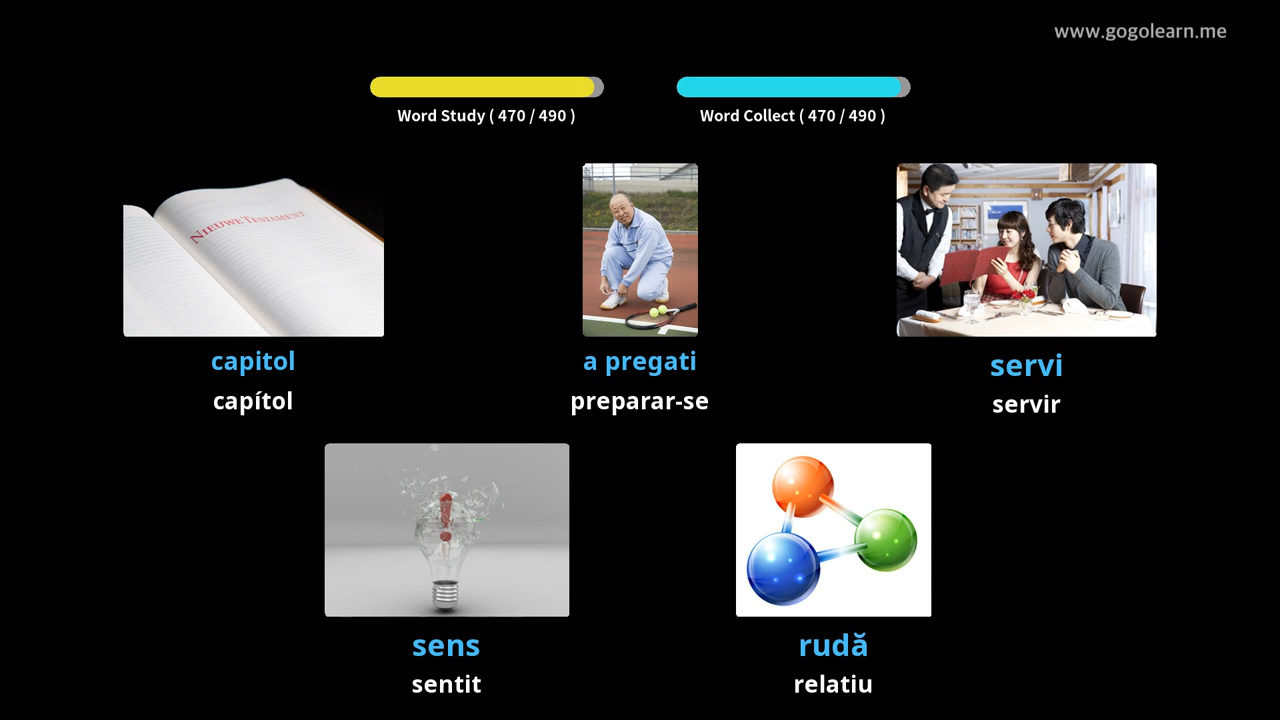 www.gogolearn.me
Word Study ( 470 / 490 )
Word Collect ( 470 / 490 )
NIEUWE TESTAMENT
capitol
capítol
a pregati
preparar-se
servi
servir
sens
sentit
rudă
relatiu